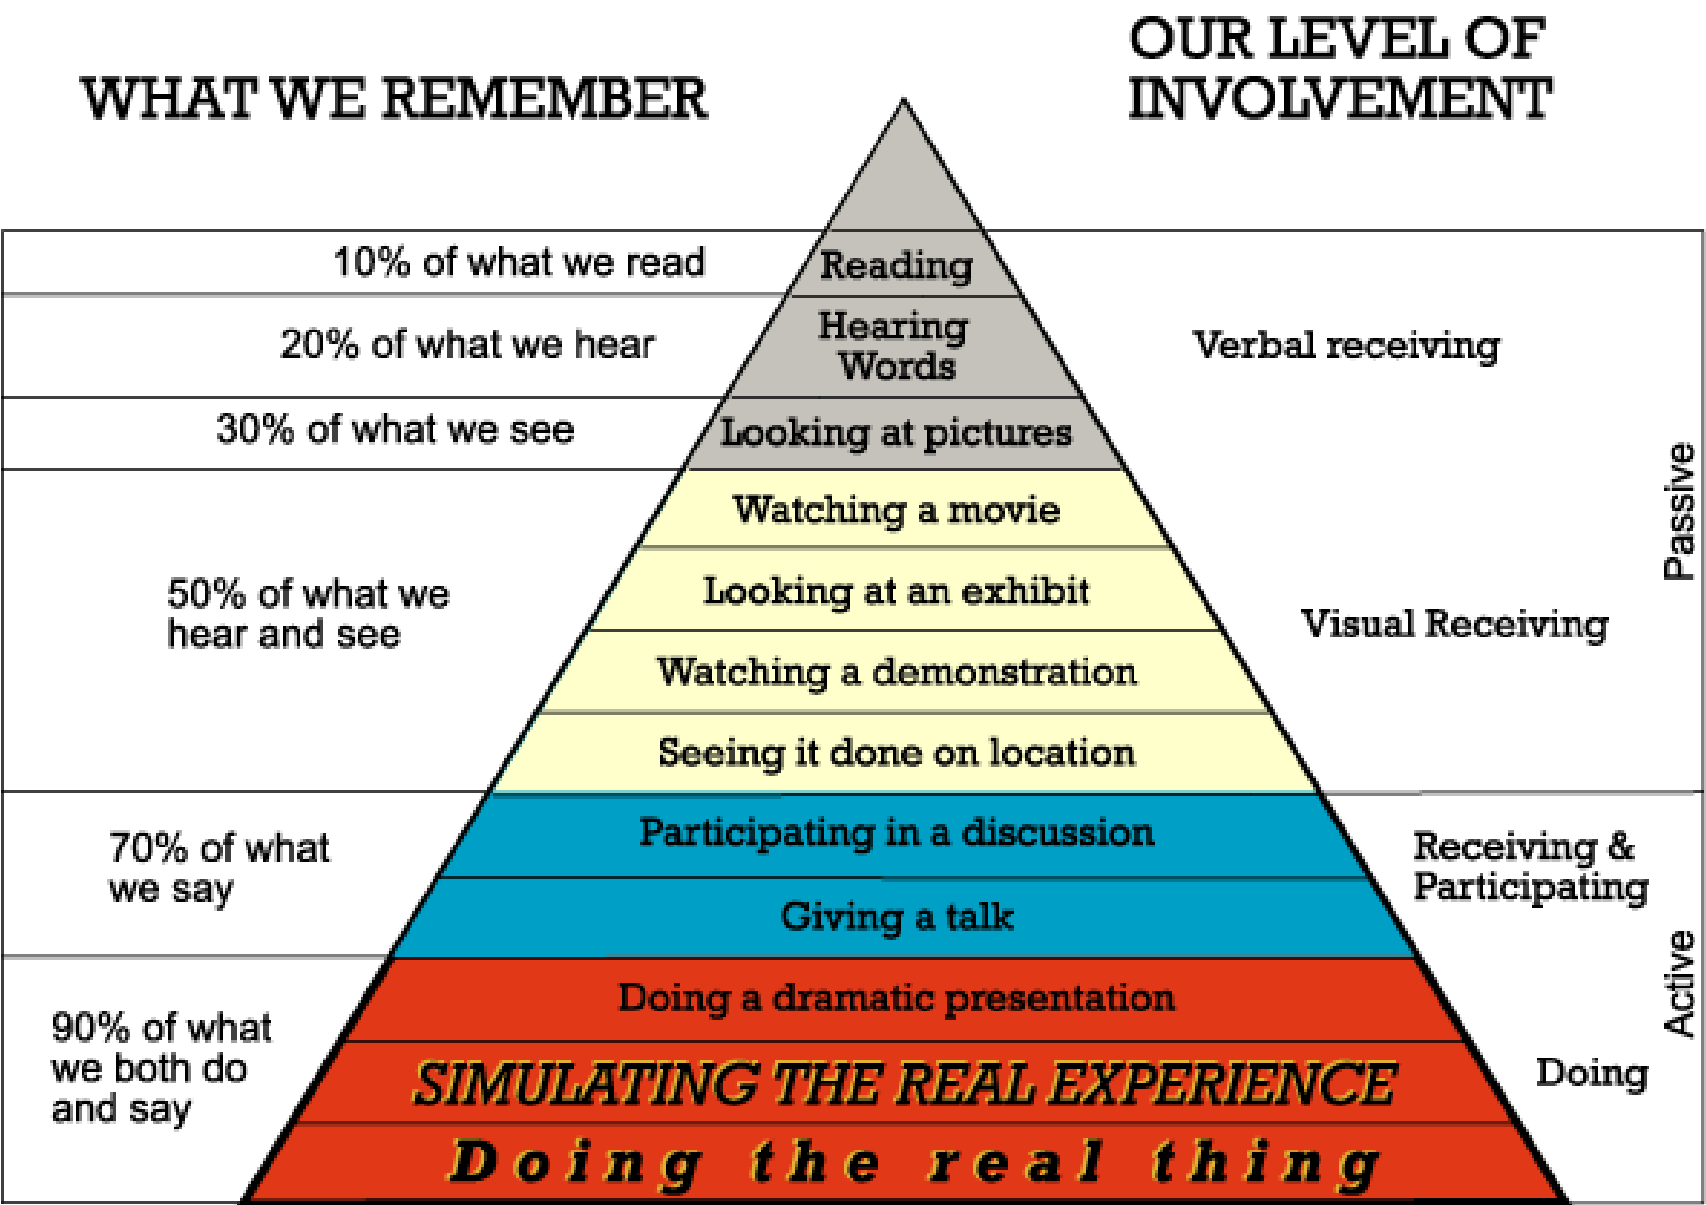 WHAT WE REMEMBER
OUR LEVEL OF
INVOLVEMENT
10% of what we read
Reading
20% of what we hear
Hearing
Words
Verbal receiving
30% of what we see
Looking at pictures
Passive
50% of what we
hear and see
Watching a movie
Looking at an exhibit
Watching a demonstration
Seeing it done on location
Visual Receiving
70% of what
we say
Participating in a discussion
Giving a talk
Receiving &
Participating
Active
90% of what
we both do
and say
Doing a dramatic presentation
SIMULATING THE REAL EXPERIENCE
Doing the real thing
Doing